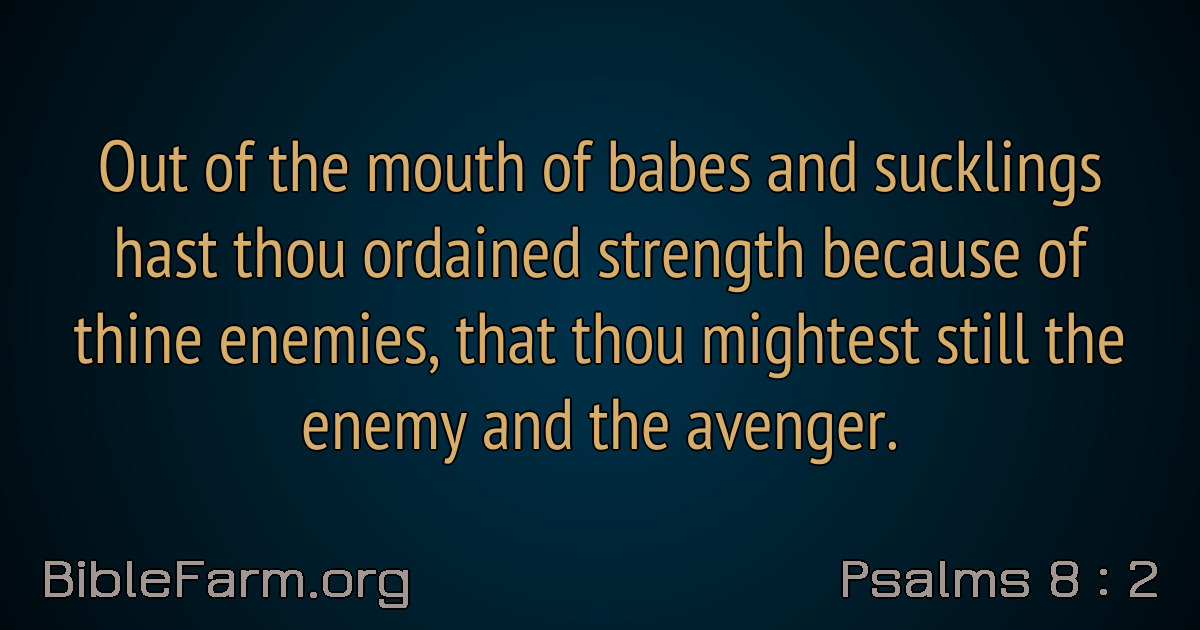 Out of the mouth of babes and sucklings
hast thou ordained strength because of
thine enemies, that thou mightest still the
enemy and the avenger.
BibleFarm.org
Psalms 8 : 2